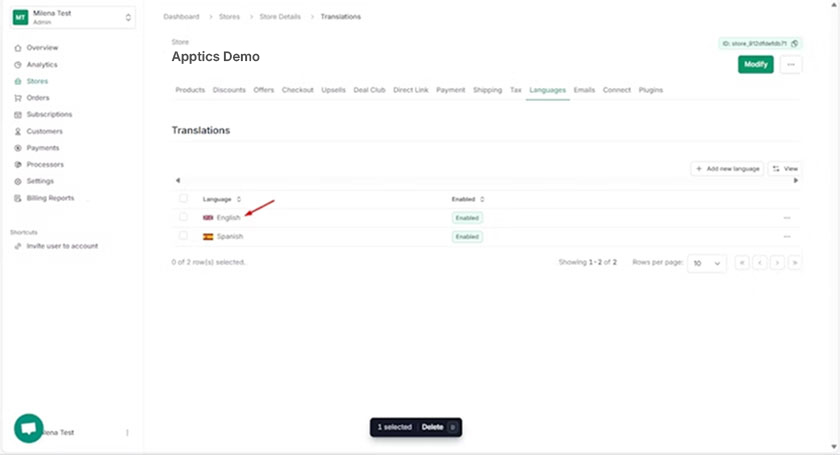 MT
Milena Test
Admin
Overview
Analytics
Stores
Orders
Subscriptions
Customers
Payments
Processors
Settings
Billing Reports
Shortcuts
Invite user to account
lena Test
Dashboard > Stores > Store Details > Translations
Store
Apptics Demo
Modify
Products Discounts Offers Checkout Upsells Deal Club Direct Link Payment Shipping Tax Languages Emails Connect Plugins
Translations
+ Add new language View
Language Enabled
English Enabled
Spanish Enabled
0 of 2 row(s) selected.
Showing 1-2 of 2 Rows per page: 10
1 selected Delete